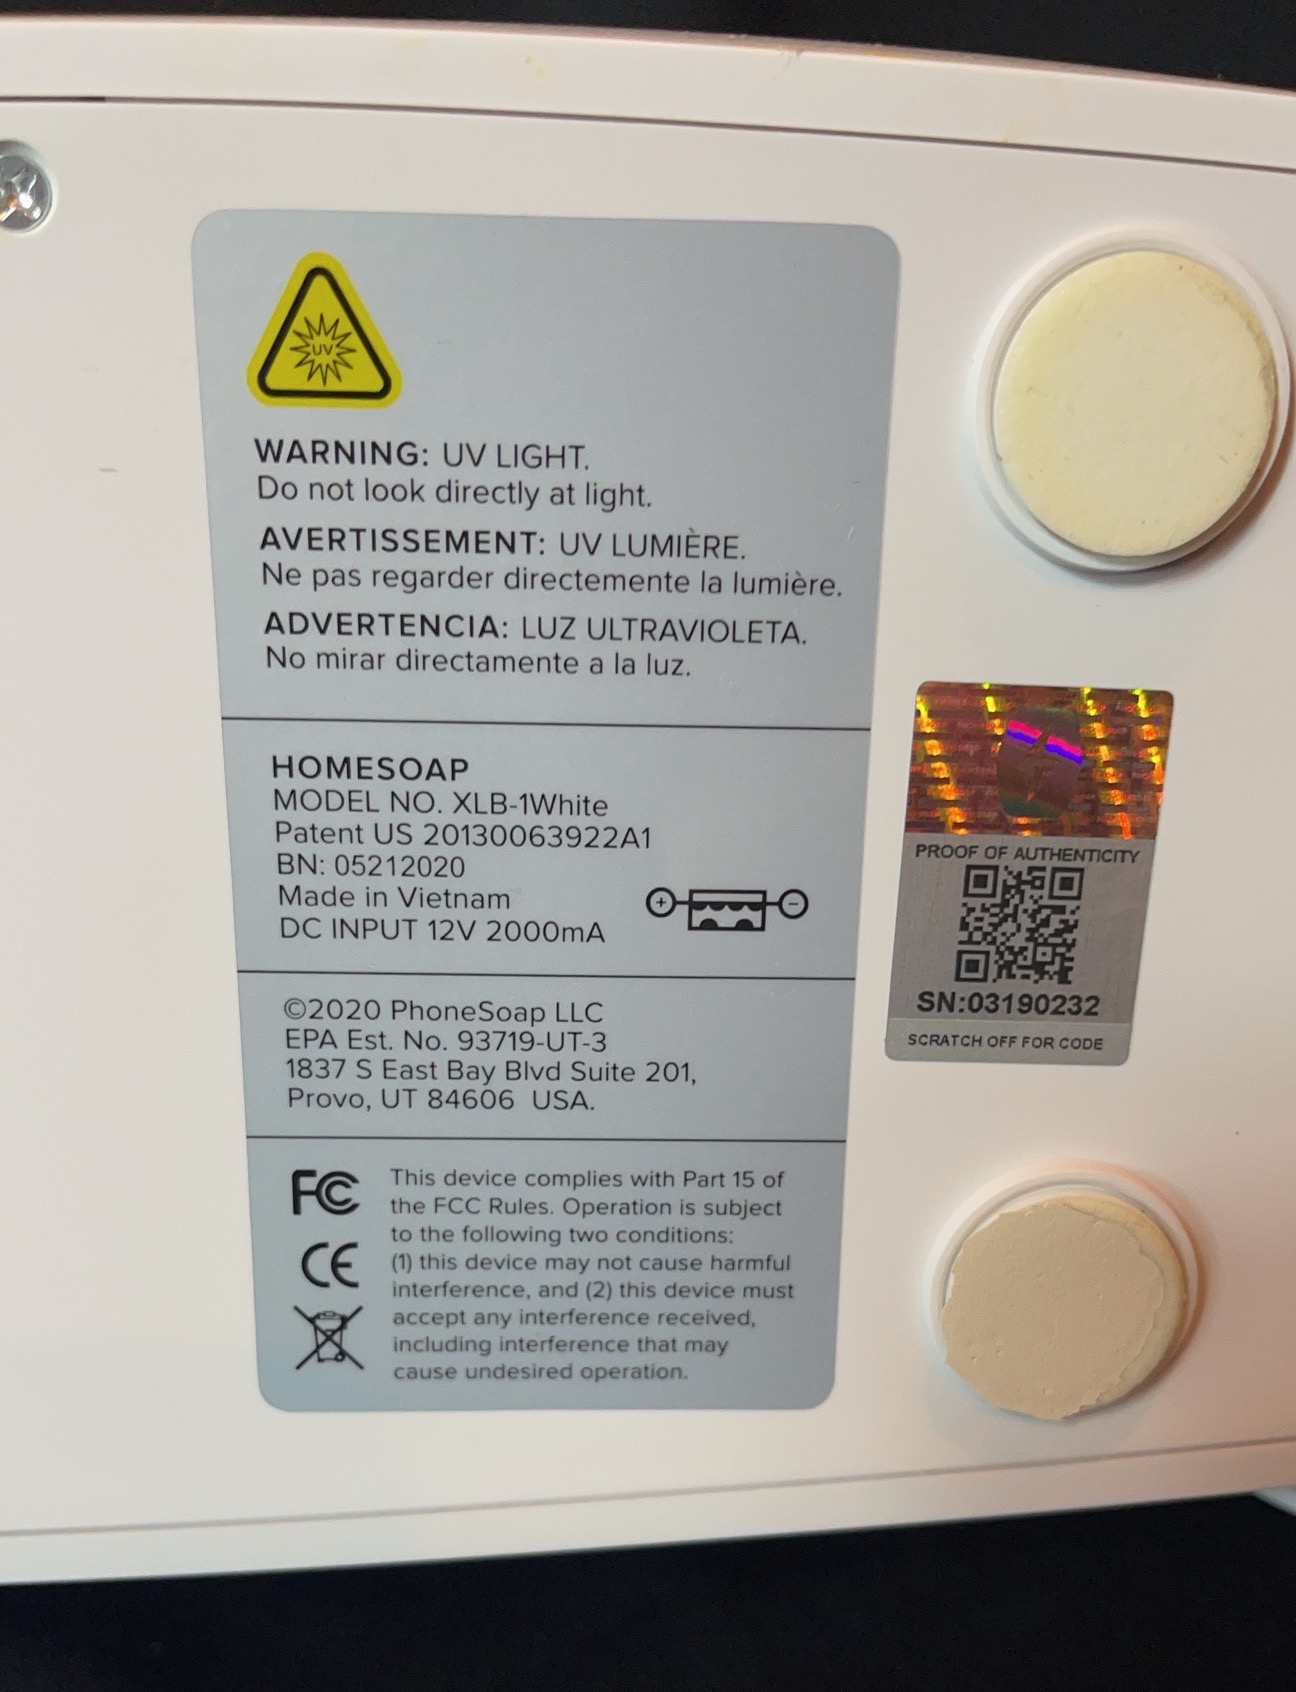 UV
WARNING: UV LIGHT.
Do not look directly at light.
AVERTISSEMENT: UV LUMIÈRE.
Ne pas regarder directemente la lumière.
ADVERTENCIA: LUZ ULTRAVIOLETA.
No mirar directamente a la luz.
HOMESOAP
MODEL NO. XLB-1White
Patent US 20130063922A1
BN: 05212020
Made in Vietnam
DC INPUT 12V 2000mA
©2020 PhoneSoap LLC
EPA Est. No. 93719-UT-3
1837 S East Bay Blvd Suite 201,
Provo, UT 84606 USA.
FC
CE
This device complies with Part 15 of
the FCC Rules. Operation is subject
to the following two conditions:
(1) this device may not cause harmful
interference, and (2) this device must
accept any interference received,
including interference that may
cause undesired operation.
PROOF OF AUTHENTICITY
SN:03190232
SCRATCH OFF FOR CODE